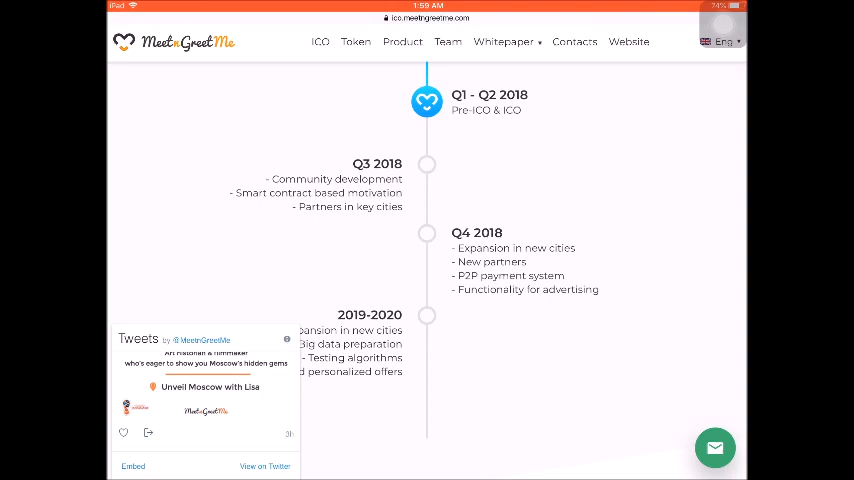 iPad
1:59 AM
74%
ico.meetngreetme.com
MeetnGreetMe
ICO Token Product Team Whitepaper Contacts Website
Eng
Q1 - Q2 2018
Pre-ICO & ICO
Q3 2018
- Community development
- Smart contract based motivation
- Partners in key cities
Q4 2018
- Expansion in new cities
- New partners
- P2P payment system
- Functionality for advertising
2019-2020
pansion in new cities
Big data preparation
- Testing algorithms
d personalized offers
Tweets by @MeetnGreetMe
Art historian & filmmaker
who's eager to show you Moscow's hidden gems
Unveil Moscow with Lisa
MeetnGreetMe
3h
Embed
View on Twitter